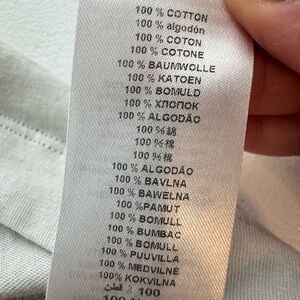 100 % COTTON
100 % algodón
100 % COTON
100 % COTONE
100 % BAUMWOLLE
100 % KATOEN
100 % BOMULD
100 % ХЛОПОК
100 % ALGODÃO
100 % 綿
100 % 棉
100 % 棉
100 % ALGODÃO
100 % BAVLNA
100 % BAWEŁNA
100 %PAMUT
100 % BOMULL
100 % BUMBAC
100 % BOMULL
100 % PUUVILLA
100 % MEDVILNĖ
100 % KOKVILNA
100 % قطن